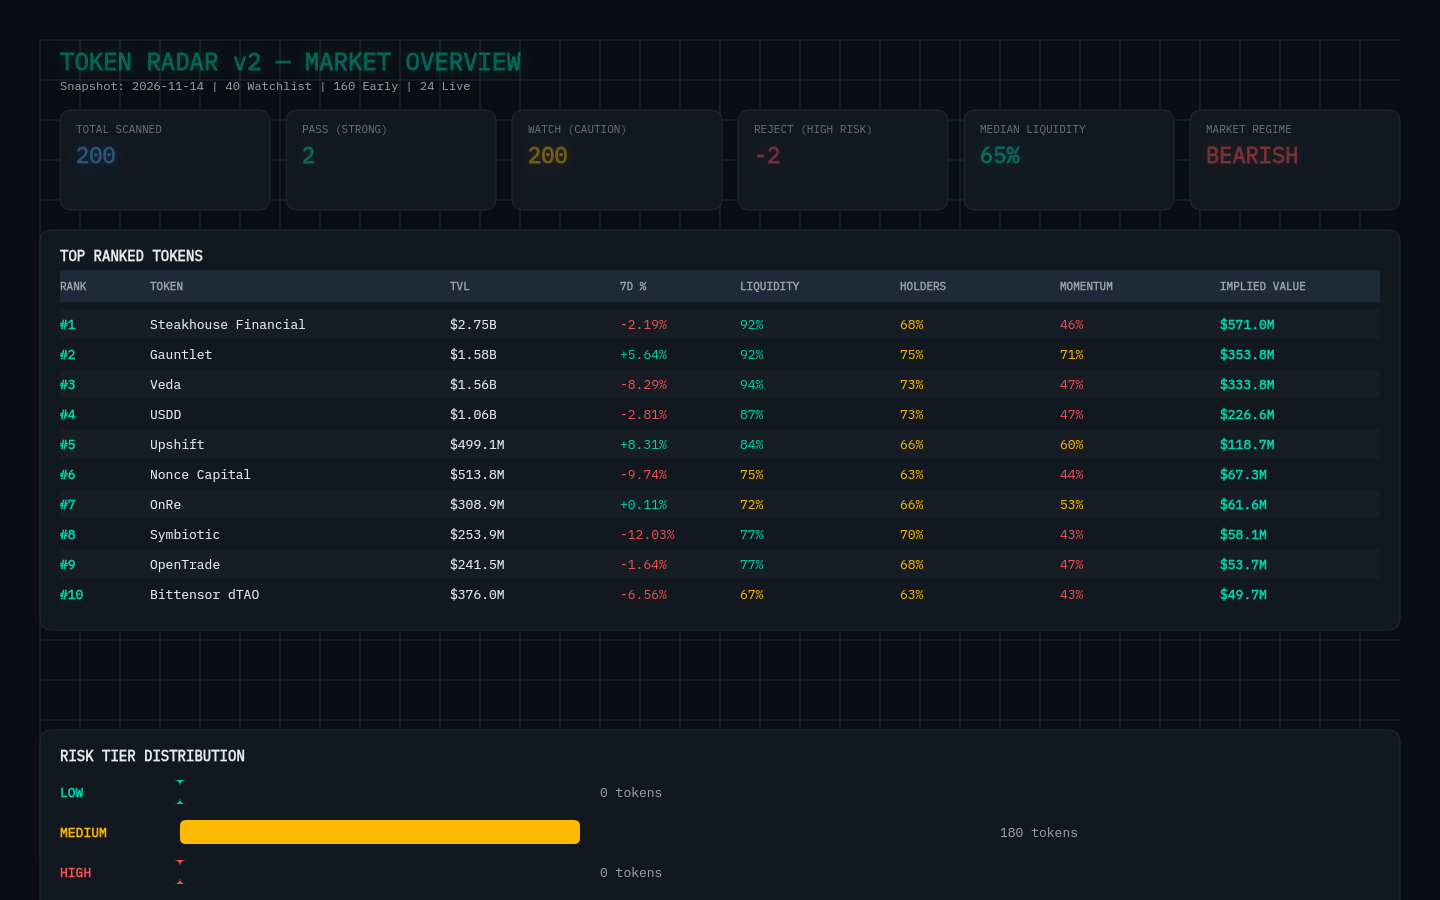 TOKEN RADAR v2 — MARKET OVERVIEW
Snapshot: 2026-11-14 | 40 Watchlist | 160 Early | 24 Live
TOTAL SCANNED PASS (STRONG) WATCH (CAUTION) REJECT (HIGH RISK) MEDIAN LIQUIDITY MARKET REGIME
200 2 200 -2 65% BEARISH
TOP RANKED TOKENS
RANK TOKEN TVL 7D % LIQUIDITY HOLDERS MOMENTUM IMPLIED VALUE
#1 Steakhouse Financial $2.75B -2.19% 92% 68% 46% $571.0M
#2 Gauntlet $1.58B +5.64% 92% 75% 71% $353.8M
#3 Veda $1.56B -8.29% 94% 73% 47% $333.8M
#4 USDD $1.06B -2.81% 87% 73% 47% $226.6M
#5 Upshift $499.1M +8.31% 84% 66% 60% $118.7M
#6 Nonce Capital $513.8M -9.74% 75% 63% 44% $67.3M
#7 OnRe $308.9M +0.11% 72% 66% 53% $61.6M
#8 Symbiotic $253.9M -12.03% 77% 70% 43% $58.1M
#9 OpenTrade $241.5M -1.64% 77% 68% 47% $53.7M
#10 Bittensor dTAO $376.0M -6.56% 67% 63% 43% $49.7M
RISK TIER DISTRIBUTION
LOW 0 tokens
MEDIUM 180 tokens
HIGH 0 tokens